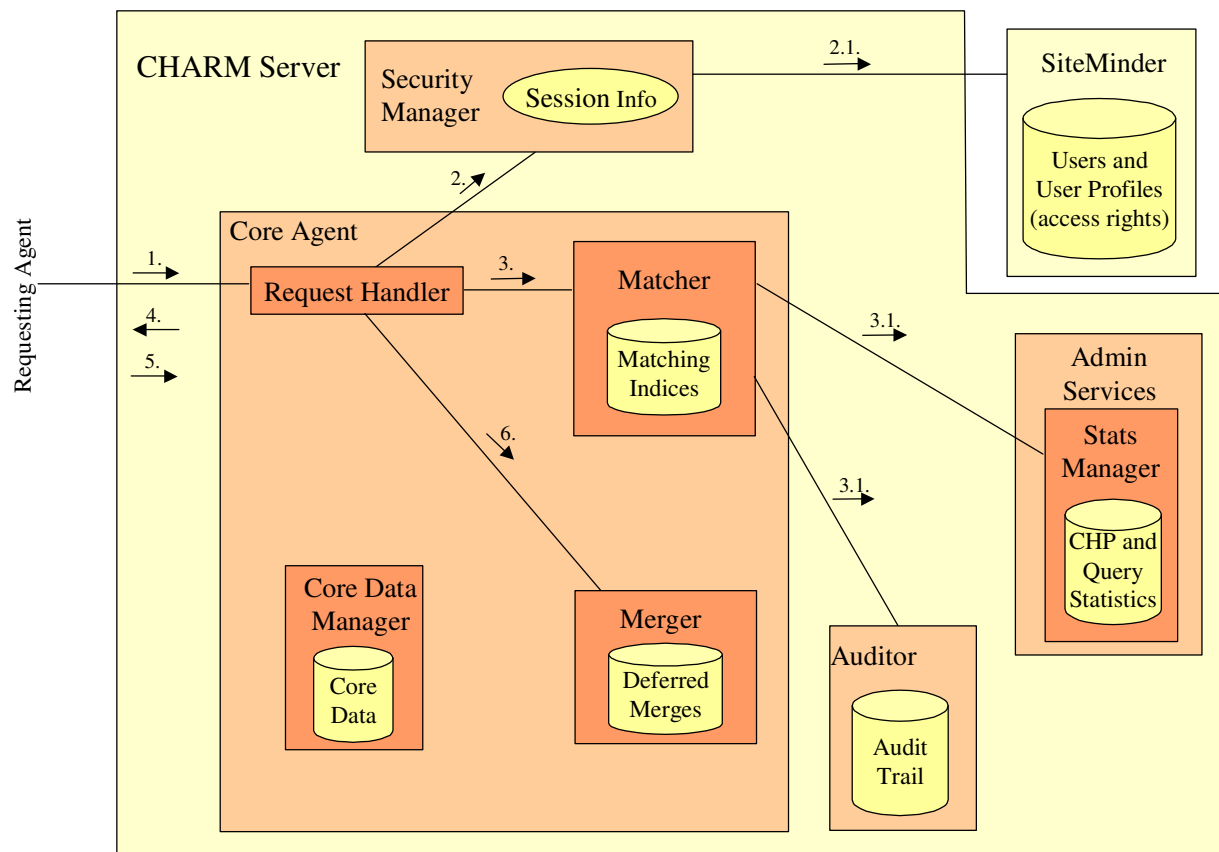 CHARM Server
Security
Manager
Session Info
2.1.
SiteMinder
Users and
User Profiles
(access rights)
2.
Requesting Agent
1.
4.
5.
Core Agent
Request Handler
3.
Matcher
Matching
Indices
3.1.
Admin
Services
Stats
Manager
CHP and
Query
Statistics
6.
3.1.
Core Data
Manager
Core
Data
Merger
Deferred
Merges
Auditor
Audit
Trail